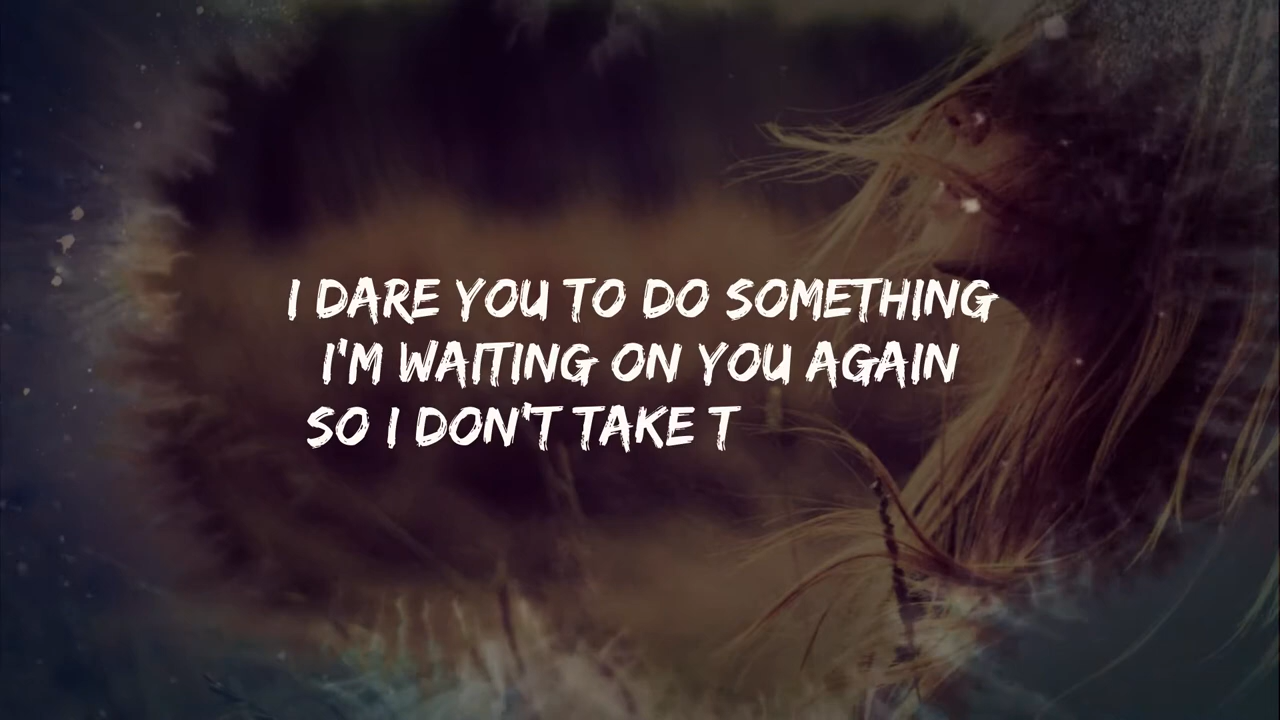 I DARE YOU TO DO SOMETHING
I'M WAITING ON YOU AGAIN
SO I DON'T TAKE T